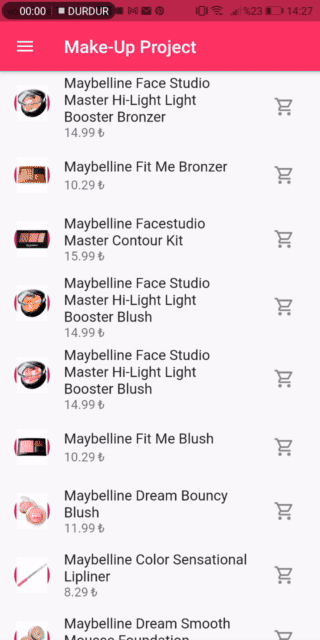 00:00 DURDUR %23 14:27
Make-Up Project
Maybelline Face Studio
Master Hi-Light Light
Booster Bronzer
14.99 ₺
Maybelline Fit Me Bronzer
10.29 ₺
Maybelline Facestudio
Master Contour Kit
15.99 ₺
Maybelline Face Studio
Master Hi-Light Light
Booster Blush
14.99 ₺
Maybelline Face Studio
Master Hi-Light Light
Booster Blush
14.99 ₺
Maybelline Fit Me Blush
10.29 ₺
Maybelline Dream Bouncy
Blush
11.99 ₺
Maybelline Color Sensational
Lipliner
8.29 ₺
Maybelline Dream Smooth
Mousse Foundation